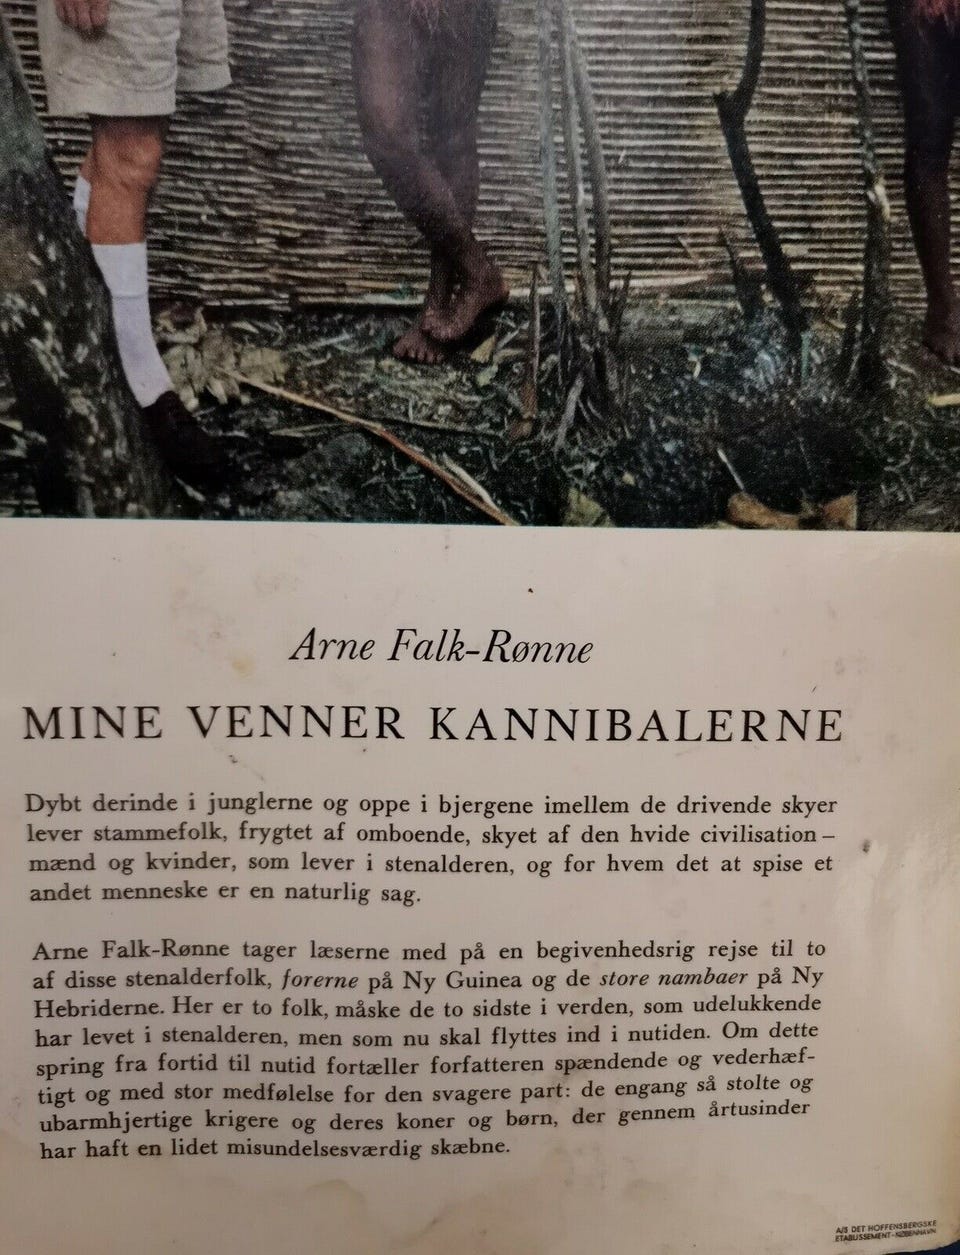 Arne Falk-Rønne
MINE VENNER KANNIBALERNE
Dybt derinde i junglerne og oppe i bjergene imellem de drivende skyer
lever stammefolk, frygtet af omboende, skyet af den hvide civilisation –
mænd og kvinder, som lever i stenalderen, og for hvem det at spise et
andet menneske er en naturlig sag.
Arne Falk-Rønne tager læserne med på en begivenhedsrig rejse til to
af disse stenalderfolk, forerne på Ny Guinea og de store nambaer på Ny
Hebriderne. Her er to folk, måske de to sidste i verden, som udelukkende
har levet i stenalderen, men som nu skal flyttes ind i nutiden. Om dette
spring fra fortid til nutid fortæller forfatteren spændende og vederhæf-
tigt og med stor medfølelse for den svagere part: de engang så stolte og
ubarmhjertige krigere og deres koner og børn, der gennem årtusinder
har haft en lidet misundelsesværdig skæbne.
A/S DET HOFFENSBERGSKE
ETABLISSEMENT-KØBENHAVN